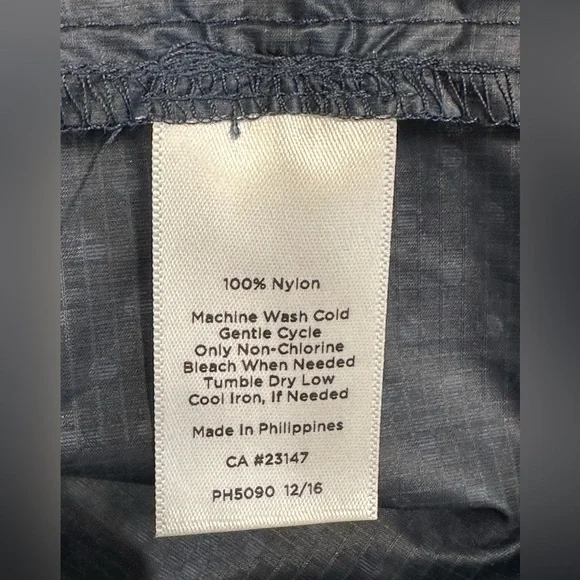 100% Nylon
Machine Wash Cold
Gentle Cycle
Only Non-Chlorine
Bleach When Needed
Tumble Dry Low
Cool Iron, If Needed
Made In Philippines
CA #23147
PH5090 12/16